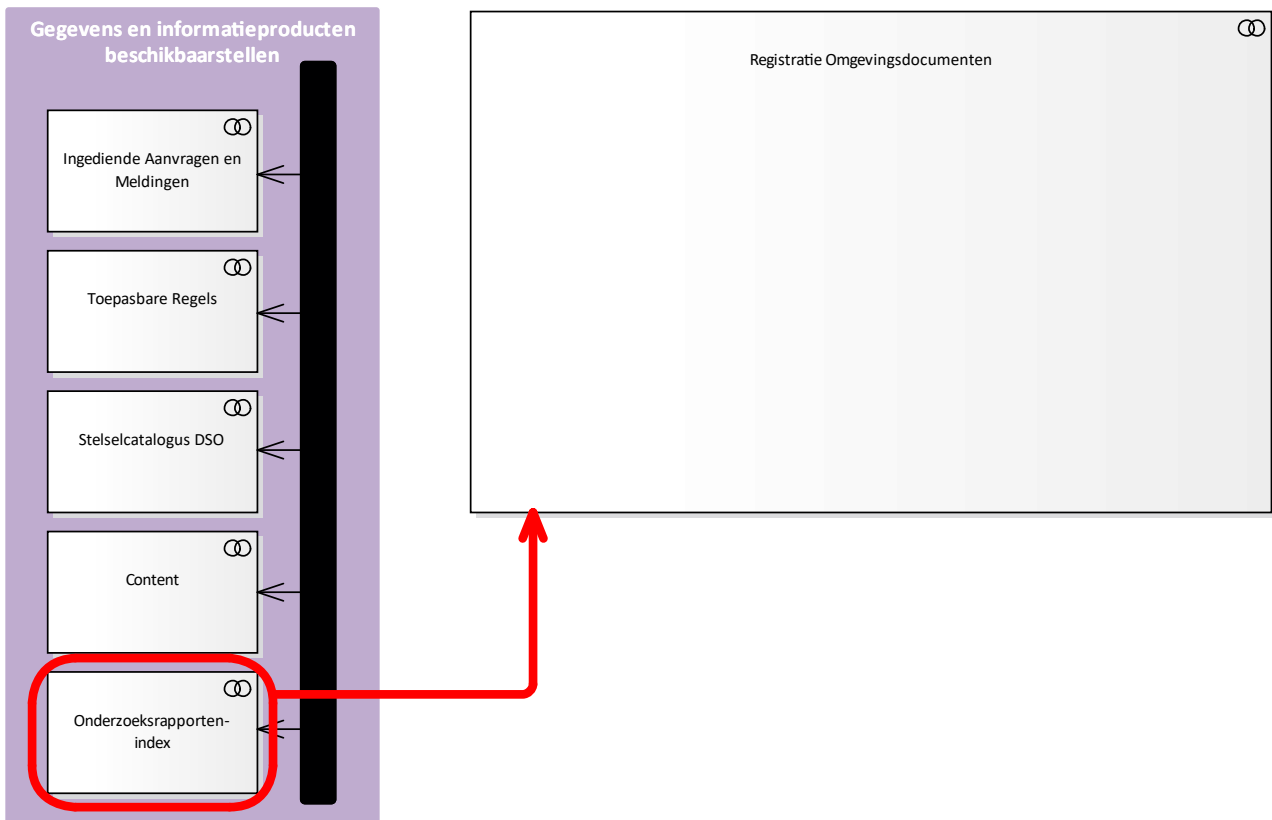 Gegevens en informatieproducten
beschikbaarstellen
Ingediende Aanvragen en
Meldingen
Toepasbare Regels
Stelselcatalogus DSO
Content
Onderzoeksrapporten-
index
Registratie Omgevingsdocumenten